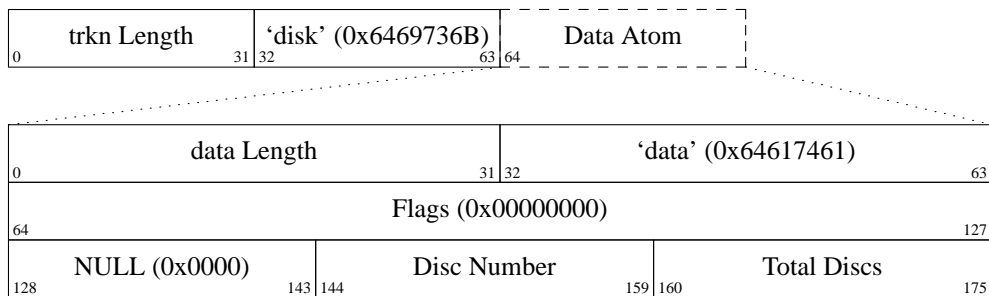 trkn Length ‘disk’ (0x6469736B) Data Atom
0 31 32 63 64
data Length ‘data’ (0x64617461)
0 31 32 63
Flags (0x00000000)
64 127
NULL (0x0000) Disc Number Total Discs
128 143 144 159 160 175